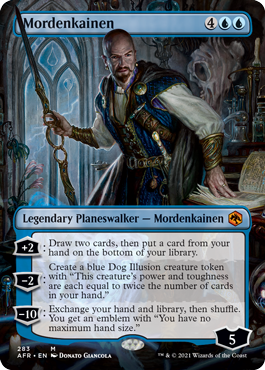 Mordenkainen 4
Legendary Planeswalker — Mordenkainen
+2 : Draw two cards, then put a card from your
hand on the bottom of your library.
−2 : Create a blue Dog Illusion creature token
with “This creature's power and toughness
are each equal to twice the number of cards
in your hand.”
−10 : Exchange your hand and library, then shuffle.
You get an emblem with “You have no
maximum hand size.”
5
283 M
AFR • EN Donato Giancola ™ & © 2021 Wizards of the Coast